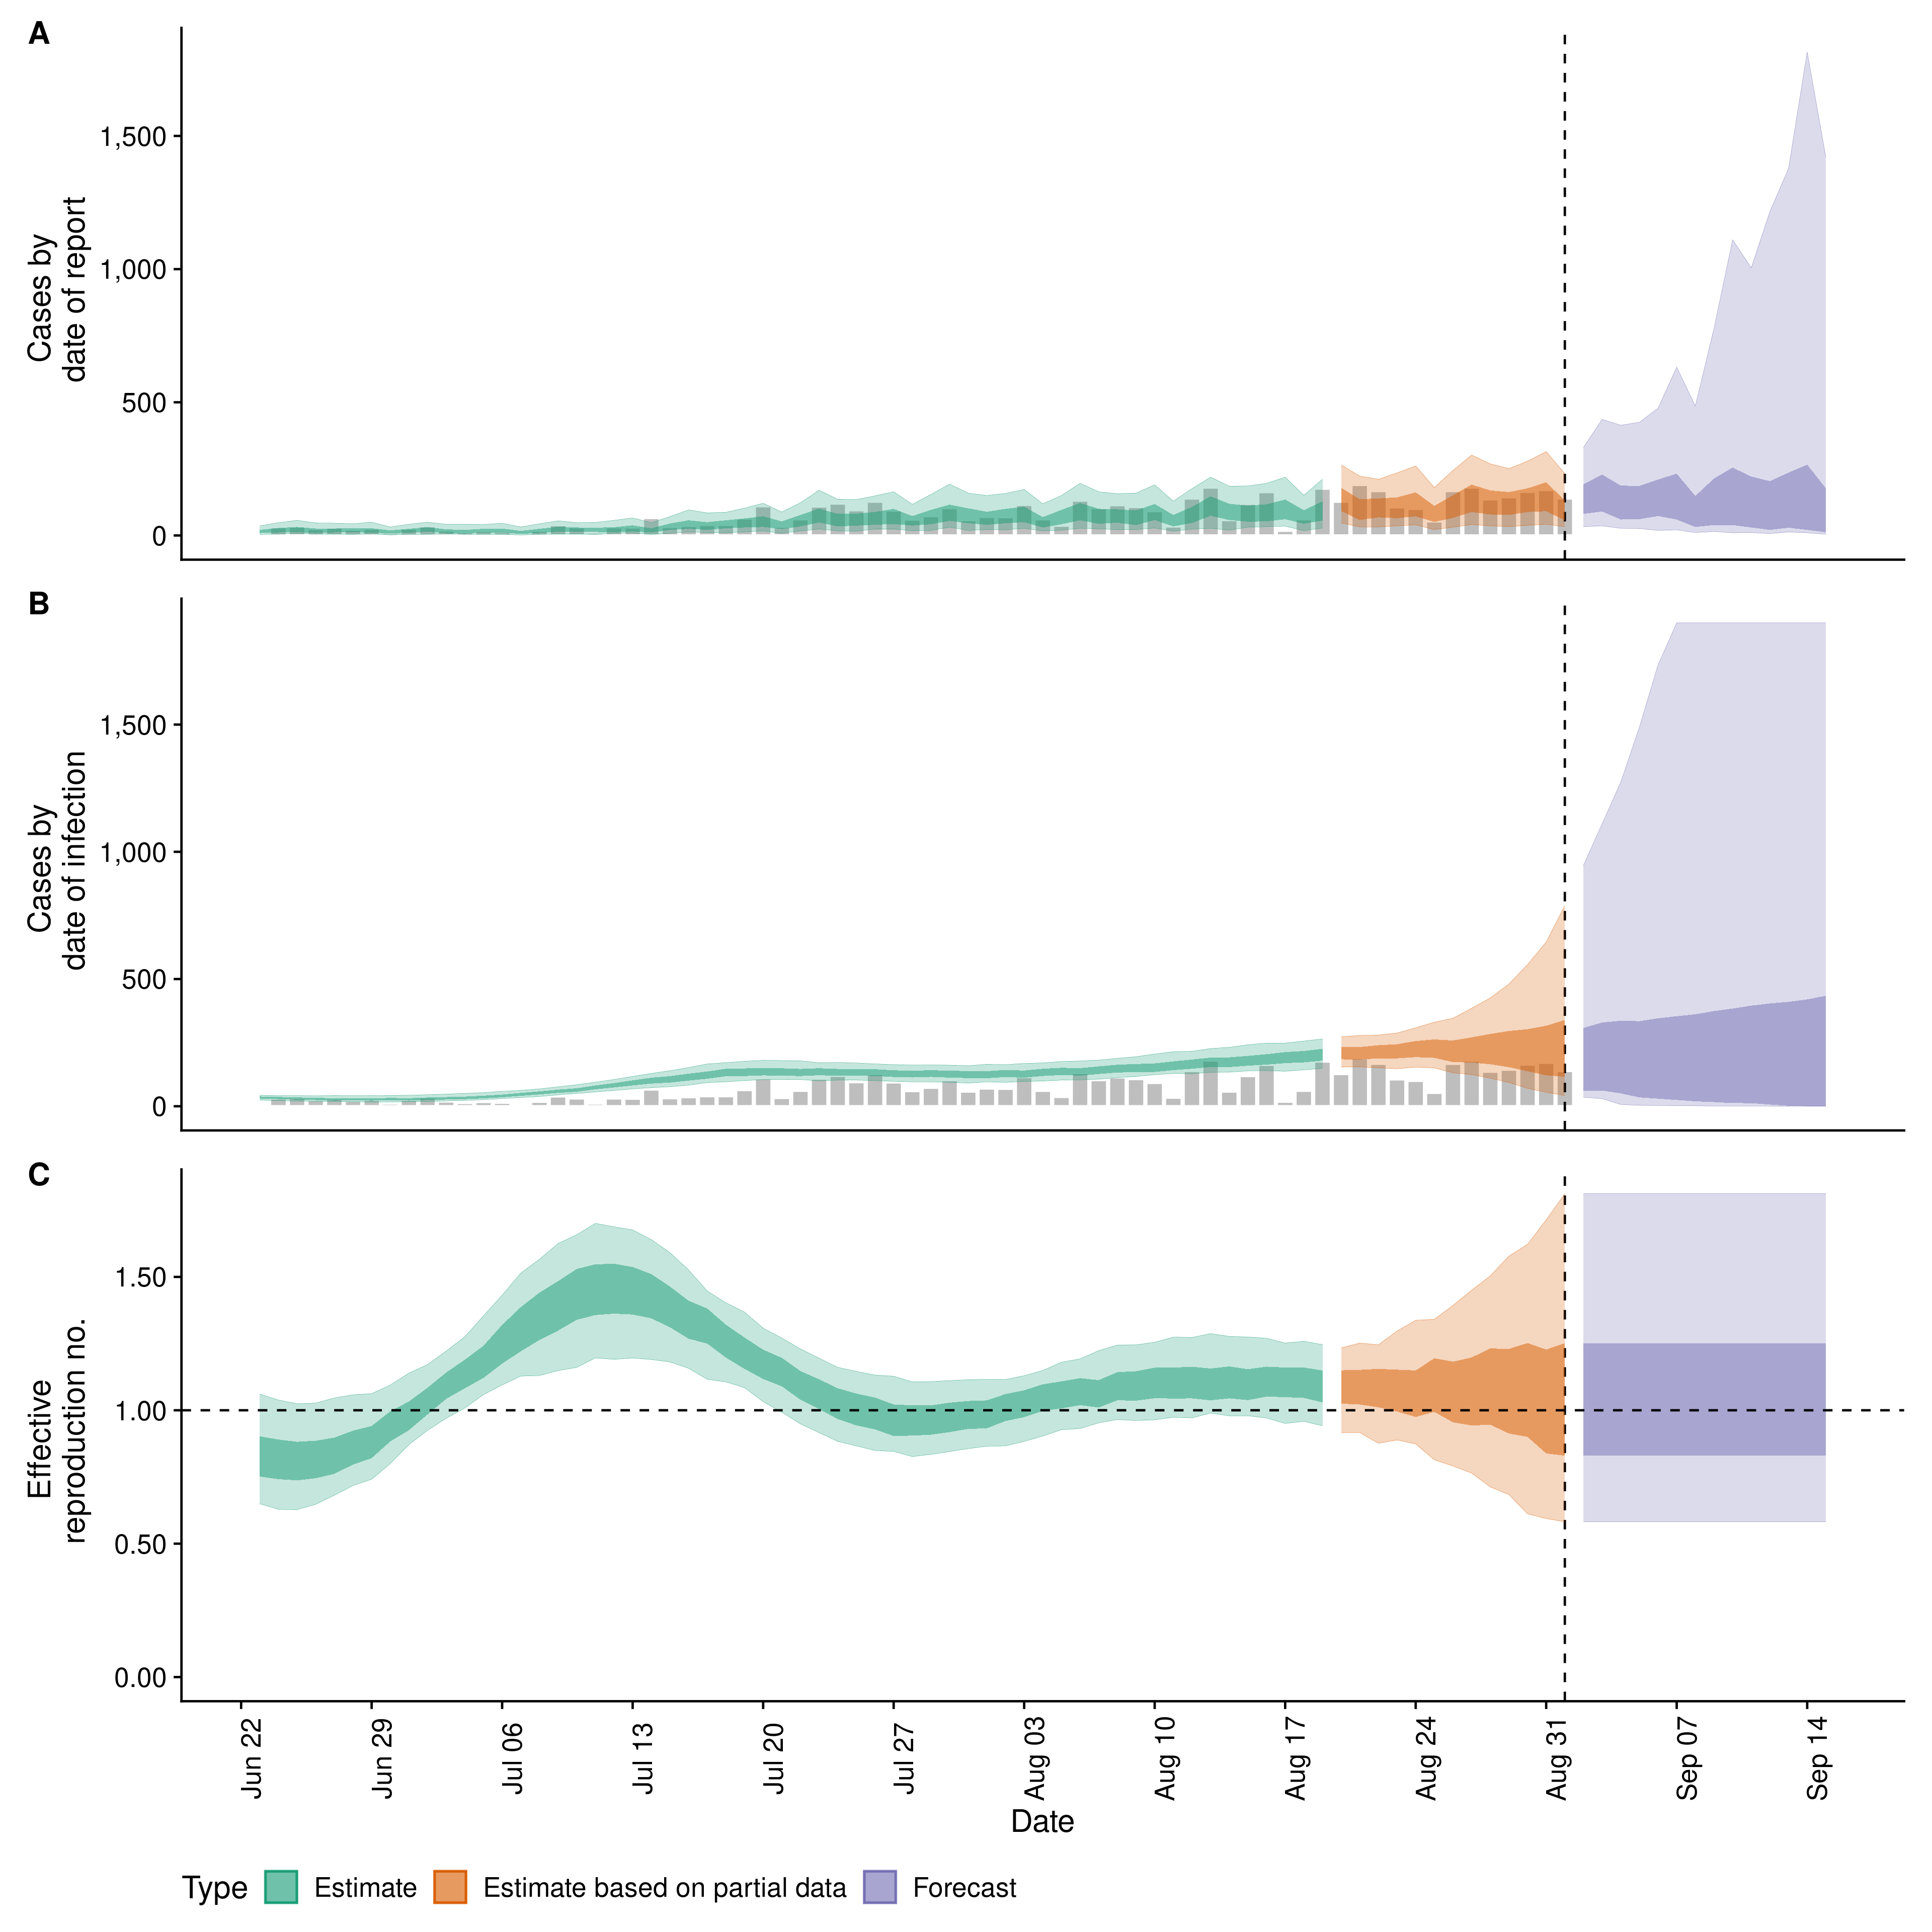 A
Cases by
date of report
1,500
1,000
500
0
B
Cases by
date of infection
1,500
1,000
500
0
C
Effective
reproduction no.
1.50
1.00
0.50
0.00
Jun 22
Jun 29
Jul 06
Jul 13
Jul 20
Jul 27
Aug 03
Aug 10
Aug 17
Aug 24
Aug 31
Sep 07
Sep 14
Date
Type Estimate Estimate based on partial data Forecast